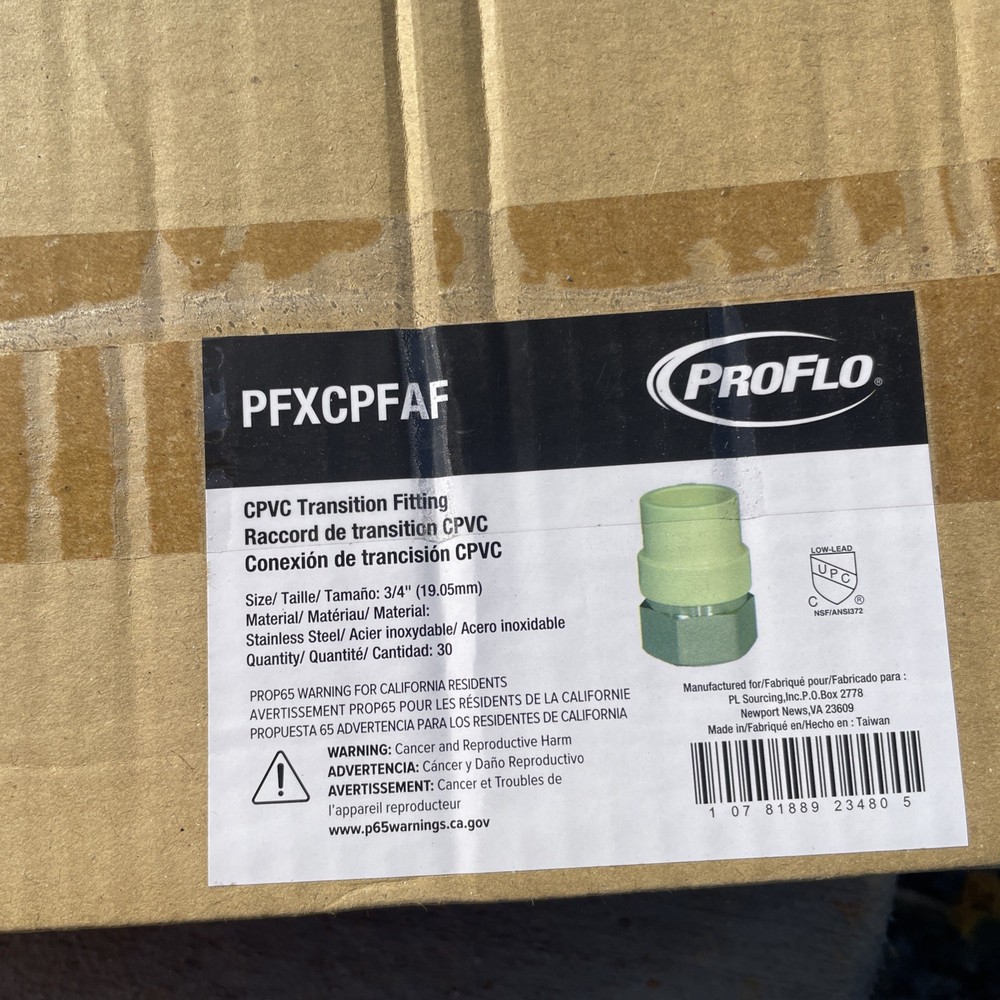 PFXCPFAF
PROFLO®
CPVC Transition Fitting
Raccord de transition CPVC
Conexión de trancisión CPVC
Size/ Taille/ Tamaño: 3/4" (19.05mm)
Material/ Matériau/ Material:
Stainless Steel/ Acier inoxydable/ Acero inoxidable
Quantity/ Quantité/ Cantidad: 30
LOW-LEAD
UPC
C ®
NSF/ANSI372
PROP65 WARNING FOR CALIFORNIA RESIDENTS
AVERTISSEMENT PROP65 POUR LES RÉSIDENTS DE LA CALIFORNIE
PROPUESTA 65 ADVERTENCIA PARA LOS RESIDENTES DE CALIFORNIA
! WARNING: Cancer and Reproductive Harm
ADVERTENCIA: Cáncer y Daño Reproductivo
AVERTISSEMENT: Cancer et Troubles de
l'appareil reproducteur
www.p65warnings.ca.gov
Manufactured for/Fabriqué pour/Fabricado para :
PL Sourcing,Inc.P.O.Box 2778
Newport News,VA 23609
Made in/Fabriqué en/Hecho en : Taiwan
1 07 81889 23480 5